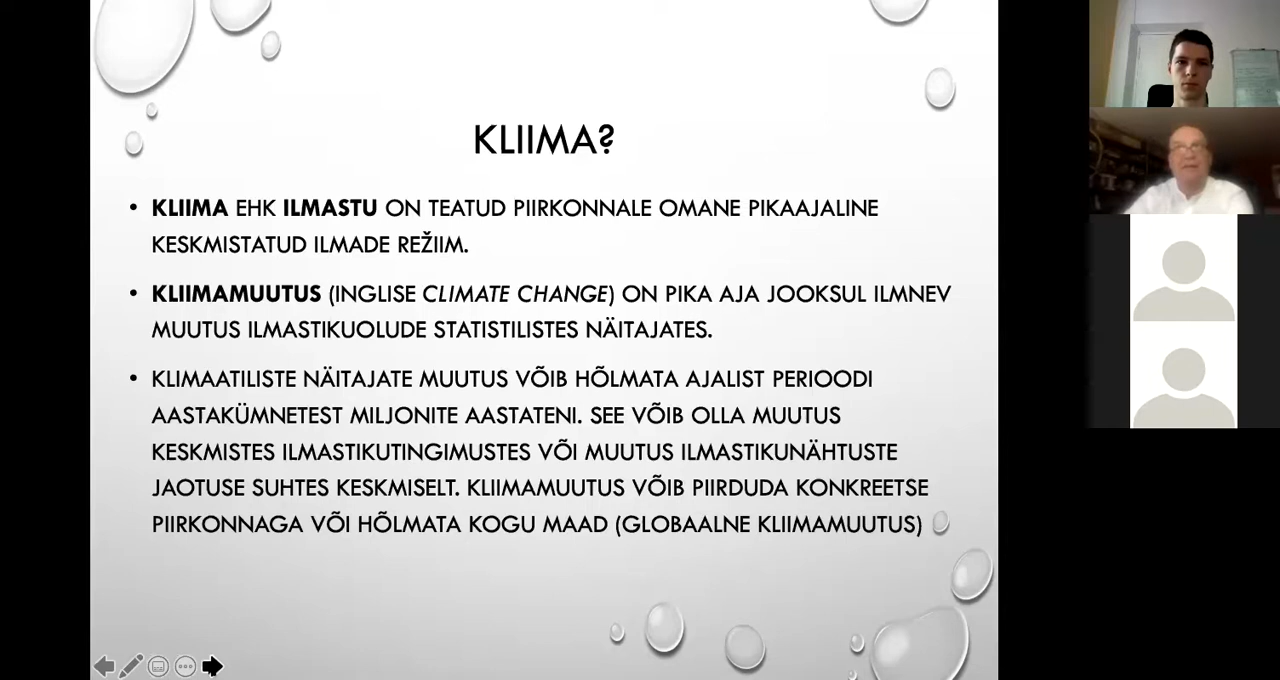 KLIIMA?
• KLIIMA EHK ILMASTU ON TEATUD PIIRKONNALE OMANE PIKAAJALINE
KESKMISTATUD ILMADE REŽIIM.
• KLIIMAMUUTUS (INGLISE CLIMATE CHANGE) ON PIKA AJA JOOKSUL ILMNEV
MUUTUS ILMASTIKUOLUDE STATISTILISTES NÄITAJATES.
• KLIMAATILISTE NÄITAJATE MUUTUS VÕIB HÕLMATA AJALIST PERIOODI
AASTAKÜMNETEST MILJONITE AASTATENI. SEE VÕIB OLLA MUUTUS
KESKMISTES ILMASTIKUTINGIMUSTES VÕI MUUTUS ILMASTIKUNÄHTUSTE
JAOTUSE SUHTES KESKMISELT. KLIIMAMUUTUS VÕIB PIIRDUDA KONKREETSE
PIIRKONNAGA VÕI HÕLMATA KOGU MAAD (GLOBAALNE KLIIMAMUUTUS)